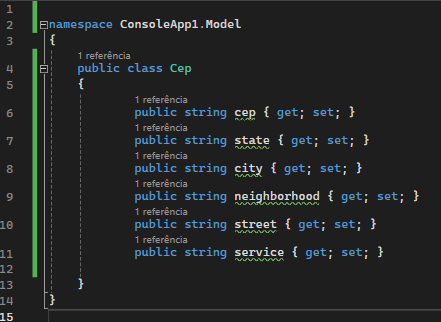 1
2 namespace ConsoleApp1.Model
3 {
1 referência
4 public class Cep
5 {
1 referência
6 public string cep { get; set; }
1 referência
7 public string state { get; set; }
1 referência
8 public string city { get; set; }
1 referência
9 public string neighborhood { get; set; }
1 referência
10 public string street { get; set; }
1 referência
11 public string service { get; set; }
12
13 }
14 }
15